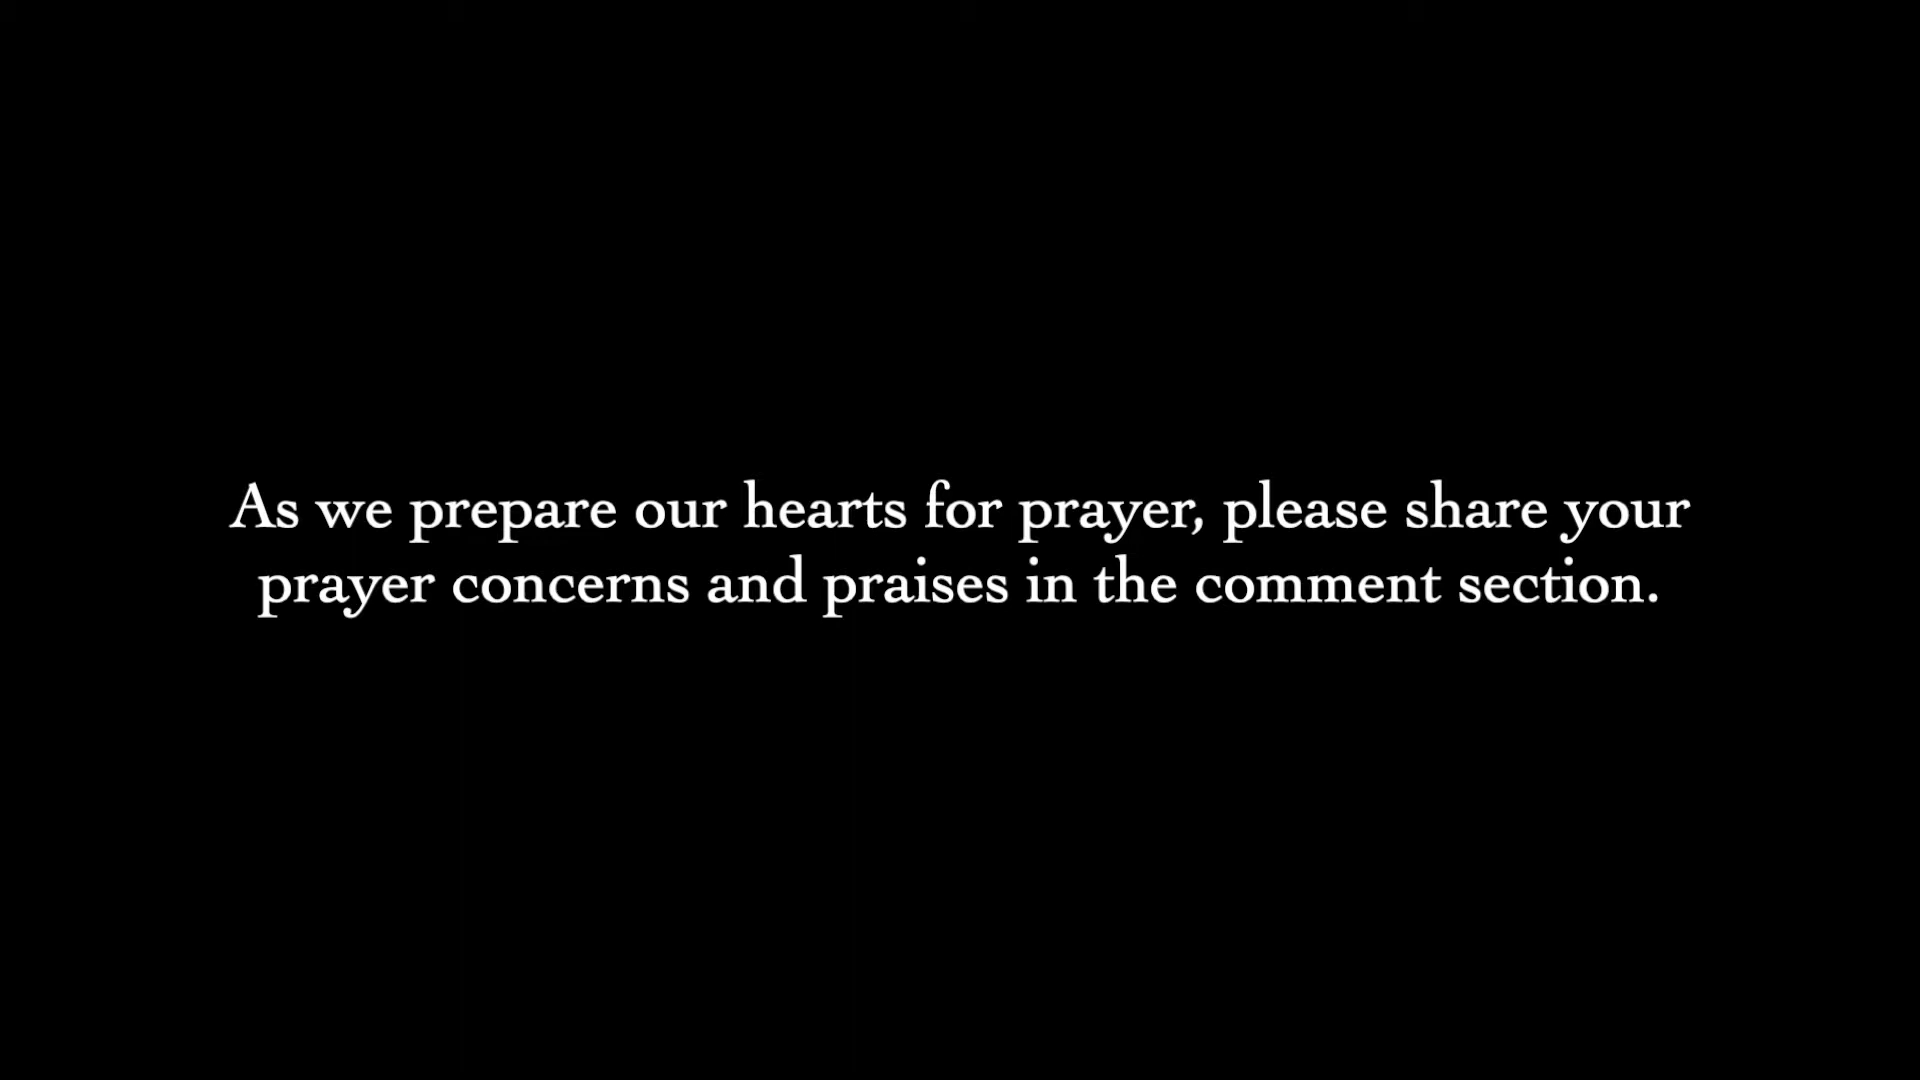 As we prepare our hearts for prayer, please share your
prayer concerns and praises in the comment section.